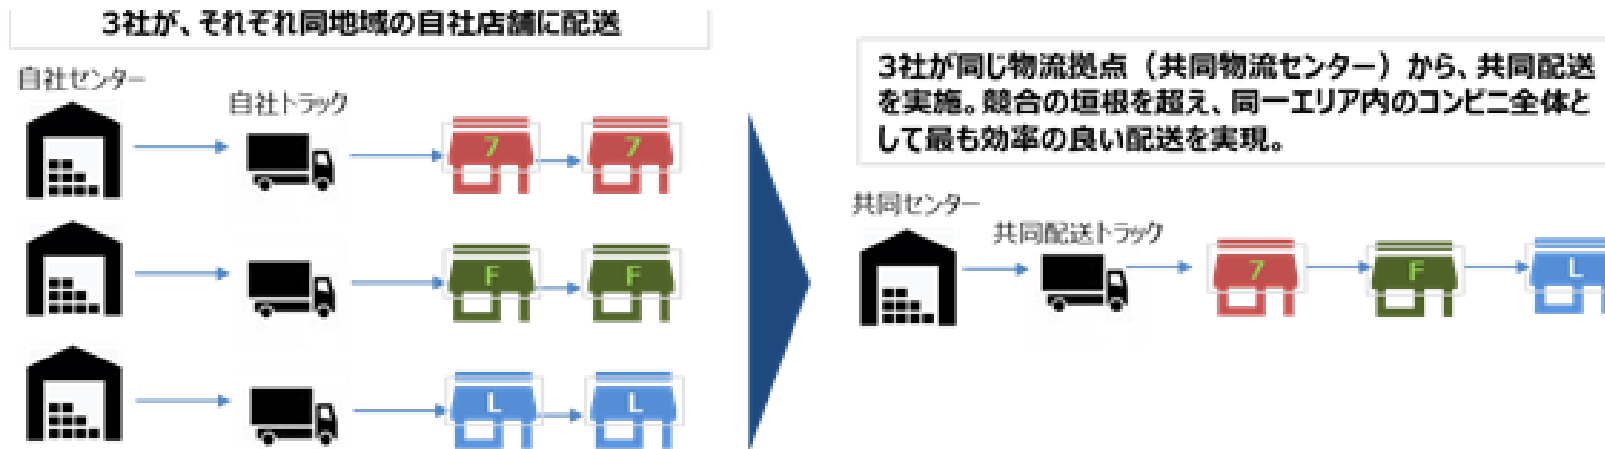 3社が、それぞれ同地域の自社店舗に配送
自社センター
自社トラック
7 7
F F
L L
3社が同じ物流拠点（共同物流センター）から、共同配送
を実施。競合の垣根を超え、同一エリア内のコンビニ全体と
して最も効率の良い配送を実現。
共同センター
共同配送トラック
7 F L